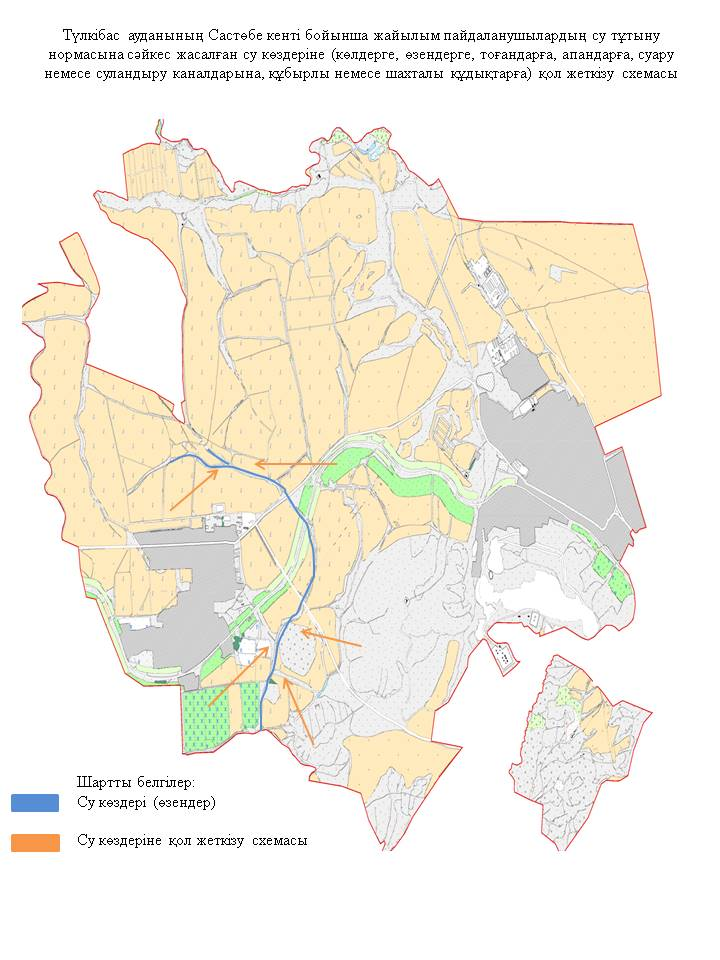 Түлкібас ауданының Састөбе кенті бойынша жайылым пайдаланушылардың су тұтыну
нормасына сәйкес жасалған су көздеріне (көлдерге, өзендерге, тоғандарға, апандарға, суару
немесе суландыру каналдарына, құбырлы немесе шахталы құдықтарға) қол жеткізу схемасы
Шартты белгілер:
Су көздері (өзендер)
Су көздеріне қол жеткізу схемасы